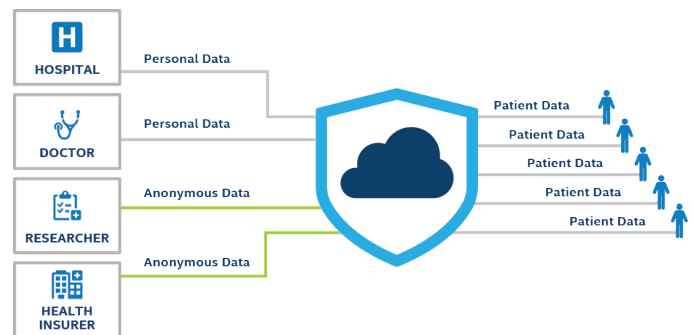 H
HOSPITAL
Personal Data
DOCTOR
Personal Data
RESEARCHER
Anonymous Data
HEALTH
INSURER
Anonymous Data
Patient Data
Patient Data
Patient Data
Patient Data
Patient Data